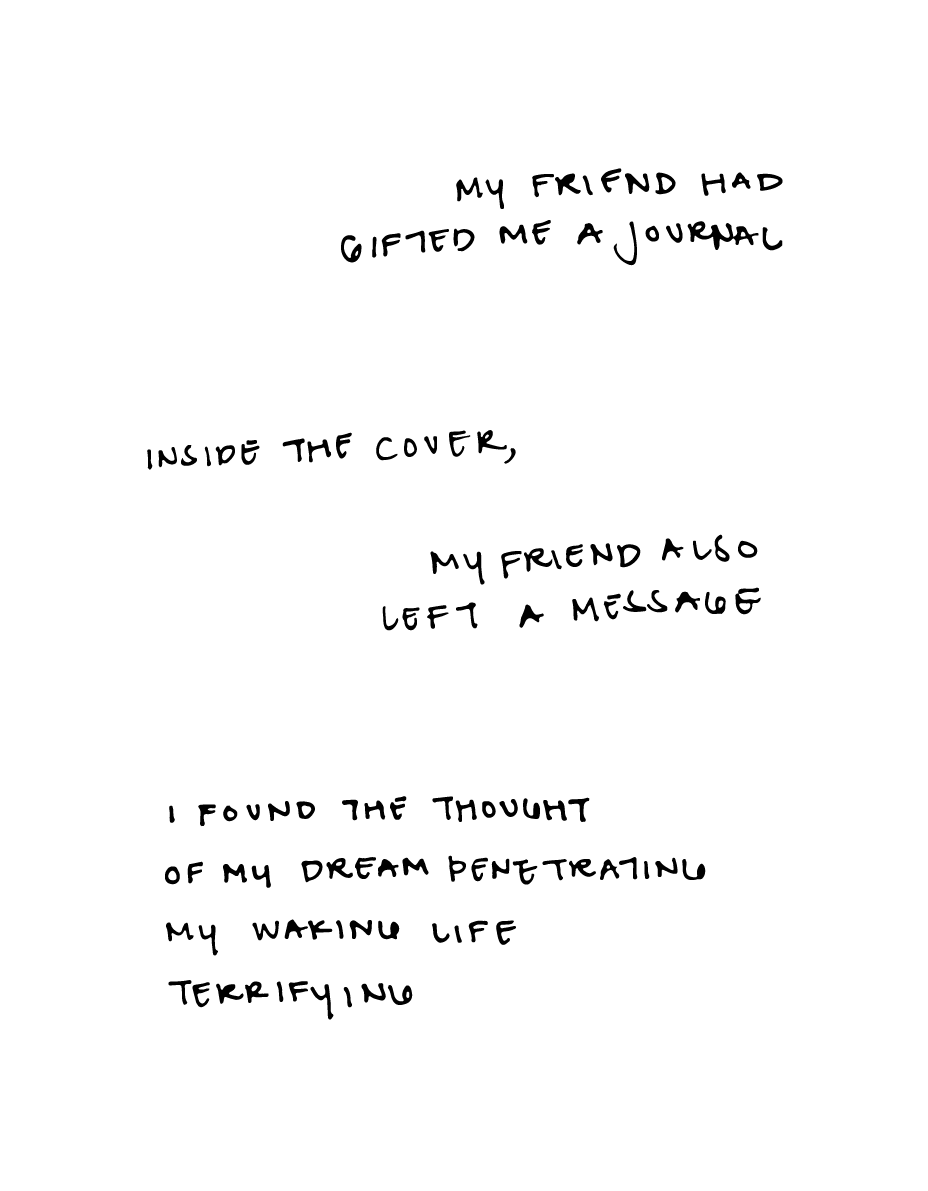 MY FRIEND HAD
GIFTED ME A JOURNAL
INSIDE THE COVER,
MY FRIEND ALSO
LEFT A MESSAGE
I FOUND THE THOUGHT
OF MY DREAM PENETRATING
MY WAKING LIFE
TERRIFYING